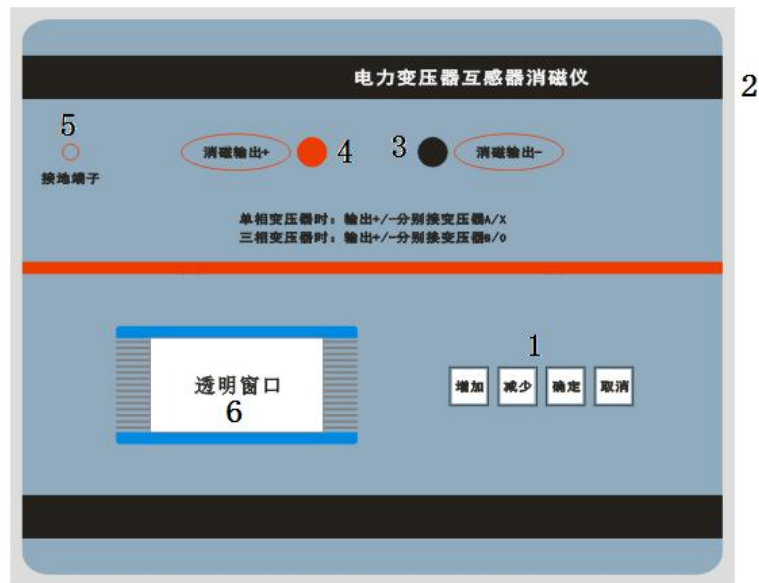 电力变压器互感器消磁仪
2
5
消磁输出+
4
3
消磁输出-
接地端子
单相变压器时：输出+/-分别接变压器A/X
三相变压器时：输出+/-分别接变压器B/O
1
透明窗口
6
增加
减少
确定
取消